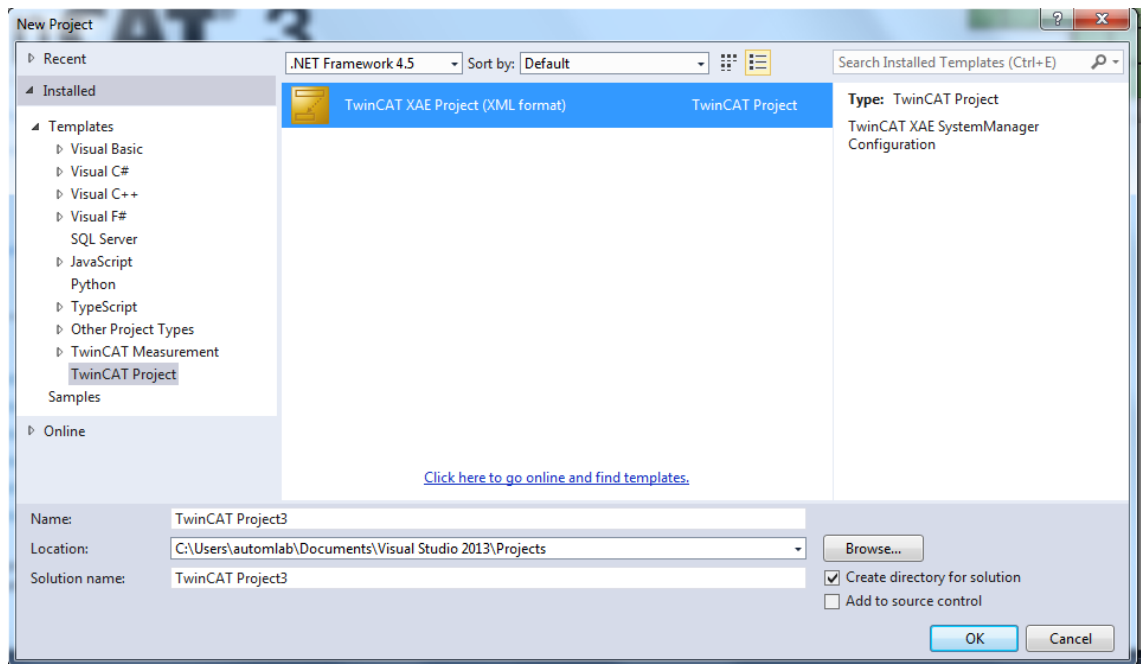 New Project
Recent
.NET Framework 4.5
Sort by:
Default
Search Installed Templates (Ctrl+E)
Installed
Templates
Visual Basic
Visual C#
Visual C++
Visual F#
SQL Server
JavaScript
Python
TypeScript
Other Project Types
TwinCAT Measurement
TwinCAT Project
Samples
Online
TwinCAT XAE Project (XML format)
TwinCAT Project
Type: TwinCAT Project
TwinCAT XAE SystemManager
Configuration
Click here to go online and find templates.
Name:
TwinCAT Project3
Location:
C:\Users\automlab\Documents\Visual Studio 2013\Projects
Browse...
Solution name:
TwinCAT Project3
Create directory for solution
Add to source control
OK
Cancel